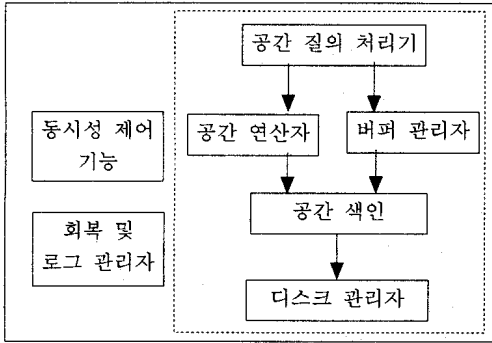 공간 질의 처리기
동시성 제어
기능
공간 연산자
버퍼 관리자
공간 색인
회복 및
로그 관리자
디스크 관리자